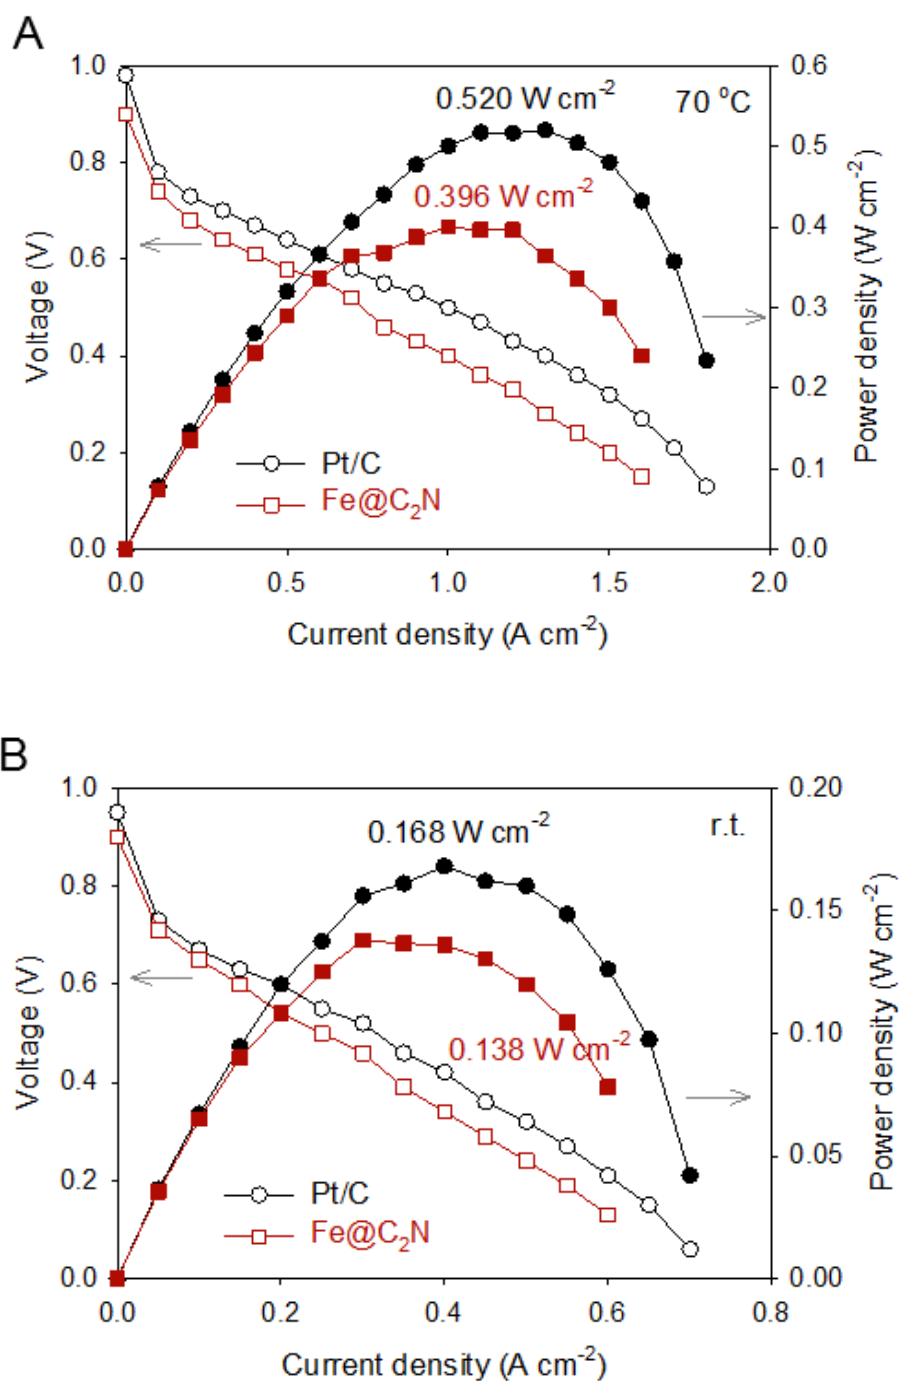 A
1.0
0.8
0.6
0.4
0.2
0.0
Voltage (V)
0.520 W cm⁻²
70 °C
0.396 W cm⁻²
Pt/C
Fe@C₂N
0.6
0.5
0.4
0.3
0.2
0.1
0.0
Power density (W cm⁻²)
0.0 0.5 1.0 1.5 2.0
Current density (A cm⁻²)
B
1.0
0.8
0.6
0.4
0.2
0.0
Voltage (V)
0.168 W cm⁻²
r.t.
0.138 W cm⁻²
Pt/C
Fe@C₂N
0.20
0.15
0.10
0.05
0.00
Power density (W cm⁻²)
0.0 0.2 0.4 0.6 0.8
Current density (A cm⁻²)